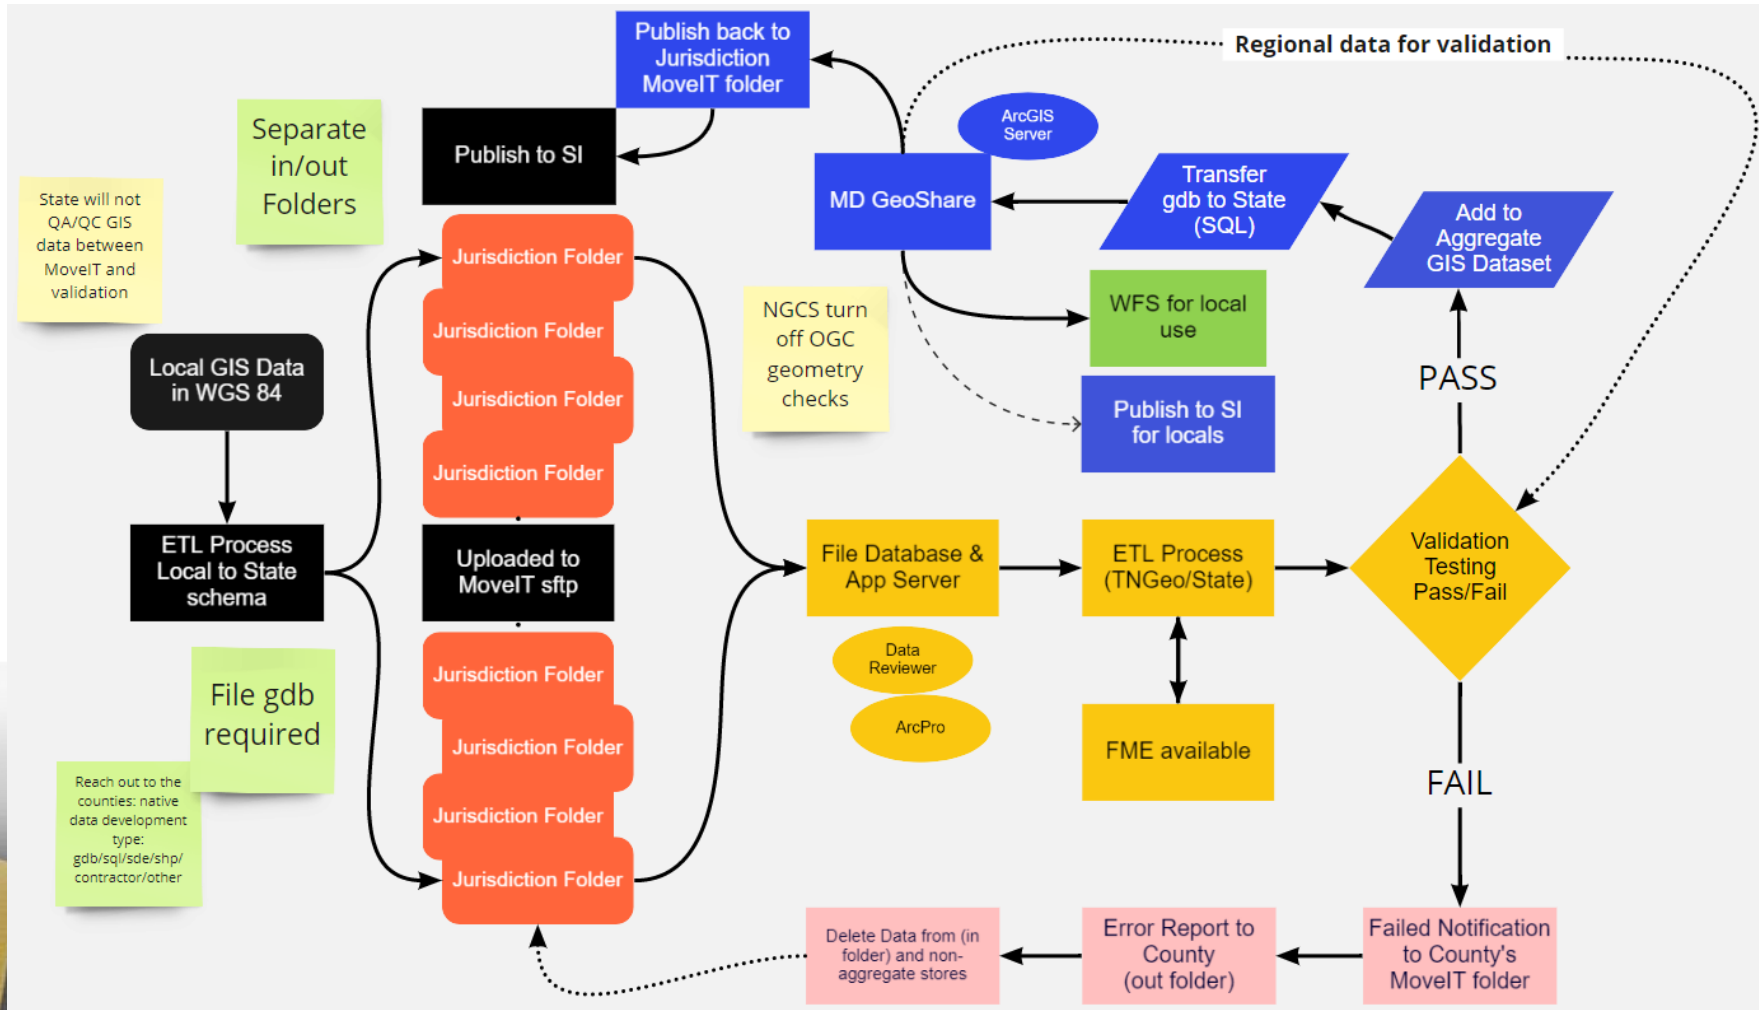 Publish back to
Jurisdiction
MoveIT folder
Regional data for validation
Separate
in/out
Folders
Publish to SI
ArcGIS
Server
State will not
QA/QC GIS
data between
MoveIT and
validation
MD GeoShare
Transfer
gdb to State
(SQL)
Add to
Aggregate
GIS Dataset
Jurisdiction Folder
Jurisdiction Folder
Jurisdiction Folder
Jurisdiction Folder
NGCS turn
off OGC
geometry
checks
WFS for local
use
Publish to SI
for locals
PASS
Local GIS Data
in WGS 84
ETL Process
Local to State
schema
Uploaded to
MoveIT sftp
File Database &
App Server
ETL Process
(TNGeo/State)
Validation
Testing
Pass/Fail
Data
Reviewer
ArcPro
FME available
FAIL
File gdb
required
Reach out to the
counties: native
data development
type:
gdb/sql/sde/shp/
contractor/other
Jurisdiction Folder
Jurisdiction Folder
Jurisdiction Folder
Jurisdiction Folder
Delete Data from (in
folder) and non-
aggregate stores
Error Report to
County
(out folder)
Failed Notification
to County's
MoveIT folder